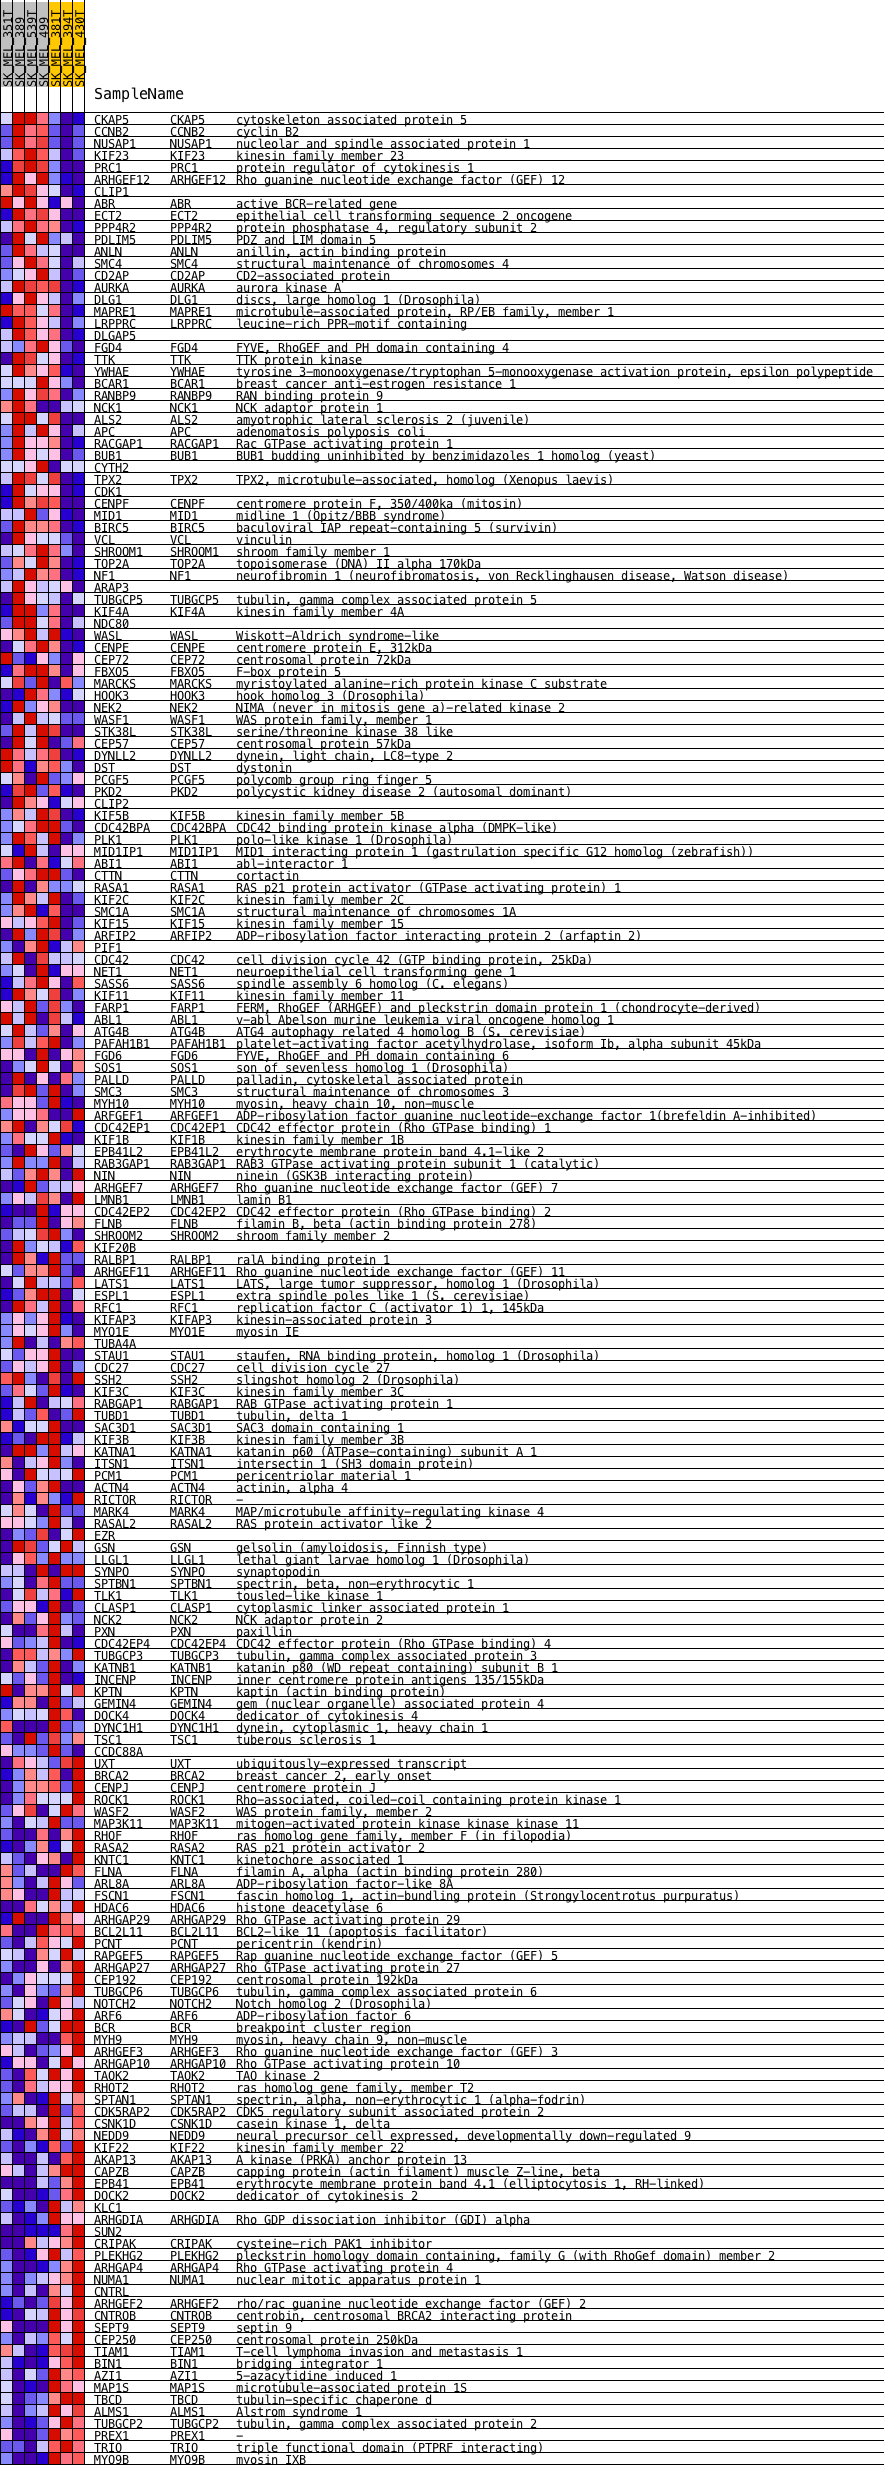 SK_MEL_351T
SK_MEL_389
SK_MEL_539T
SK_MEL_499
SK_MEL_381T
SK_MEL_394T
SK_MEL_430T
SampleName
CKAP5 CKAP5 cytoskeleton associated protein 5
CCNB2 CCNB2 cyclin B2
NUSAP1 NUSAP1 nucleolar and spindle associated protein 1
KIF23 KIF23 kinesin family member 23
PRC1 PRC1 protein regulator of cytokinesis 1
ARHGEF12 ARHGEF12 Rho guanine nucleotide exchange factor (GEF) 12
CLIP1
ABR ABR active BCR-related gene
ECT2 ECT2 epithelial cell transforming sequence 2 oncogene
PPP4R2 PPP4R2 protein phosphatase 4, regulatory subunit 2
PDLIM5 PDLIM5 PDZ and LIM domain 5
ANLN ANLN anillin, actin binding protein
SMC4 SMC4 structural maintenance of chromosomes 4
CD2AP CD2AP CD2-associated protein
AURKA AURKA aurora kinase A
DLG1 DLG1 discs, large homolog 1 (Drosophila)
MAPRE1 MAPRE1 microtubule-associated protein, RP/EB family, member 1
LRPPRC LRPPRC leucine-rich PPR-motif containing
DLGAP5
FGD4 FGD4 FYVE, RhoGEF and PH domain containing 4
TTK TTK TTK protein kinase
YWHAE YWHAE tyrosine 3-monooxygenase/tryptophan 5-monooxygenase activation protein, epsilon polypeptide
BCAR1 BCAR1 breast cancer anti-estrogen resistance 1
RANBP9 RANBP9 RAN binding protein 9
NCK1 NCK1 NCK adaptor protein 1
ALS2 ALS2 amyotrophic lateral sclerosis 2 (juvenile)
APC APC adenomatosis polyposis coli
RACGAP1 RACGAP1 Rac GTPase activating protein 1
BUB1 BUB1 BUB1 budding uninhibited by benzimidazoles 1 homolog (yeast)
CYTH2
TPX2 TPX2 TPX2, microtubule-associated, homolog (Xenopus laevis)
CDK1
CENPF CENPF centromere protein F, 350/400ka (mitosin)
MID1 MID1 midline 1 (Opitz/BBB syndrome)
BIRC5 BIRC5 baculoviral IAP repeat-containing 5 (survivin)
VCL VCL vinculin
SHROOM1 SHROOM1 shroom family member 1
TOP2A TOP2A topoisomerase (DNA) II alpha 170kDa
NF1 NF1 neurofibromin 1 (neurofibromatosis, von Recklinghausen disease, Watson disease)
ARAP3
TUBGCP5 TUBGCP5 tubulin, gamma complex associated protein 5
KIF4A KIF4A kinesin family member 4A
NDC80
WASL WASL Wiskott-Aldrich syndrome-like
CENPE CENPE centromere protein E, 312kDa
CEP72 CEP72 centrosomal protein 72kDa
FBXO5 FBXO5 F-box protein 5
MARCKS MARCKS myristoylated alanine-rich protein kinase C substrate
HOOK3 HOOK3 hook homolog 3 (Drosophila)
NEK2 NEK2 NIMA (never in mitosis gene a)-related kinase 2
WASF1 WASF1 WAS protein family, member 1
STK38L STK38L serine/threonine kinase 38 like
CEP57 CEP57 centrosomal protein 57kDa
DYNLL2 DYNLL2 dynein, light chain, LC8-type 2
DST DST dystonin
PCGF5 PCGF5 polycomb group ring finger 5
PKD2 PKD2 polycystic kidney disease 2 (autosomal dominant)
CLIP2
KIF5B KIF5B kinesin family member 5B
CDC42BPA CDC42BPA CDC42 binding protein kinase alpha (DMPK-like)
PLK1 PLK1 polo-like kinase 1 (Drosophila)
MID1IP1 MID1IP1 MID1 interacting protein 1 (gastrulation specific G12 homolog (zebrafish))
ABI1 ABI1 abl-interactor 1
CTTN CTTN cortactin
RASA1 RASA1 RAS p21 protein activator (GTPase activating protein) 1
KIF2C KIF2C kinesin family member 2C
SMC1A SMC1A structural maintenance of chromosomes 1A
KIF15 KIF15 kinesin family member 15
ARFIP2 ARFIP2 ADP-ribosylation factor interacting protein 2 (arfaptin 2)
PIF1
CDC42 CDC42 cell division cycle 42 (GTP binding protein, 25kDa)
NET1 NET1 neuroepithelial cell transforming gene 1
SASS6 SASS6 spindle assembly 6 homolog (C. elegans)
KIF11 KIF11 kinesin family member 11
FARP1 FARP1 FERM, RhoGEF (ARHGEF) and pleckstrin domain protein 1 (chondrocyte-derived)
ABL1 ABL1 v-abl Abelson murine leukemia viral oncogene homolog 1
ATG4B ATG4B ATG4 autophagy related 4 homolog B (S. cerevisiae)
PAFAH1B1 PAFAH1B1 platelet-activating factor acetylhydrolase, isoform Ib, alpha subunit 45kDa
FGD6 FGD6 FYVE, RhoGEF and PH domain containing 6
SOS1 SOS1 son of sevenless homolog 1 (Drosophila)
PALLD PALLD palladin, cytoskeletal associated protein
SMC3 SMC3 structural maintenance of chromosomes 3
MYH10 MYH10 myosin, heavy chain 10, non-muscle
ARFGEF1 ARFGEF1 ADP-ribosylation factor guanine nucleotide-exchange factor 1(brefeldin A-inhibited)
CDC42EP1 CDC42EP1 CDC42 effector protein (Rho GTPase binding) 1
KIF1B KIF1B kinesin family member 1B
EPB41L2 EPB41L2 erythrocyte membrane protein band 4.1-like 2
RAB3GAP1 RAB3GAP1 RAB3 GTPase activating protein subunit 1 (catalytic)
NIN NIN ninein (GSK3B interacting protein)
ARHGEF7 ARHGEF7 Rho guanine nucleotide exchange factor (GEF) 7
LMNB1 LMNB1 lamin B1
CDC42EP2 CDC42EP2 CDC42 effector protein (Rho GTPase binding) 2
FLNB FLNB filamin B, beta (actin binding protein 278)
SHROOM2 SHROOM2 shroom family member 2
KIF20B
RALBP1 RALBP1 ralA binding protein 1
ARHGEF11 ARHGEF11 Rho guanine nucleotide exchange factor (GEF) 11
LATS1 LATS1 LATS, large tumor suppressor, homolog 1 (Drosophila)
ESPL1 ESPL1 extra spindle poles like 1 (S. cerevisiae)
RFC1 RFC1 replication factor C (activator 1) 1, 145kDa
KIFAP3 KIFAP3 kinesin-associated protein 3
MYO1E MYO1E myosin IE
TUBA4A
STAU1 STAU1 staufen, RNA binding protein, homolog 1 (Drosophila)
CDC27 CDC27 cell division cycle 27
SSH2 SSH2 slingshot homolog 2 (Drosophila)
KIF3C KIF3C kinesin family member 3C
RABGAP1 RABGAP1 RAB GTPase activating protein 1
TUBD1 TUBD1 tubulin, delta 1
SAC3D1 SAC3D1 SAC3 domain containing 1
KIF3B KIF3B kinesin family member 3B
KATNA1 KATNA1 katanin p60 (ATPase-containing) subunit A 1
ITSN1 ITSN1 intersectin 1 (SH3 domain protein)
PCM1 PCM1 pericentriolar material 1
ACTN4 ACTN4 actinin, alpha 4
RICTOR RICTOR -
MARK4 MARK4 MAP/microtubule affinity-regulating kinase 4
RASAL2 RASAL2 RAS protein activator like 2
EZR
GSN GSN gelsolin (amyloidosis, Finnish type)
LLGL1 LLGL1 lethal giant larvae homolog 1 (Drosophila)
SYNPO SYNPO synaptopodin
SPTBN1 SPTBN1 spectrin, beta, non-erythrocytic 1
TLK1 TLK1 tousled-like kinase 1
CLASP1 CLASP1 cytoplasmic linker associated protein 1
NCK2 NCK2 NCK adaptor protein 2
PXN PXN paxillin
CDC42EP4 CDC42EP4 CDC42 effector protein (Rho GTPase binding) 4
TUBGCP3 TUBGCP3 tubulin, gamma complex associated protein 3
KATNB1 KATNB1 katanin p80 (WD repeat containing) subunit B 1
INCENP INCENP inner centromere protein antigens 135/155kDa
KPTN KPTN kaptin (actin binding protein)
GEMIN4 GEMIN4 gem (nuclear organelle) associated protein 4
DOCK4 DOCK4 dedicator of cytokinesis 4
DYNC1H1 DYNC1H1 dynein, cytoplasmic 1, heavy chain 1
TSC1 TSC1 tuberous sclerosis 1
CCDC88A
UXT UXT ubiquitously-expressed transcript
BRCA2 BRCA2 breast cancer 2, early onset
CENPJ CENPJ centromere protein J
ROCK1 ROCK1 Rho-associated, coiled-coil containing protein kinase 1
WASF2 WASF2 WAS protein family, member 2
MAP3K11 MAP3K11 mitogen-activated protein kinase kinase kinase 11
RHOF RHOF ras homolog gene family, member F (in filopodia)
RASA2 RASA2 RAS p21 protein activator 2
KNTC1 KNTC1 kinetochore associated 1
FLNA FLNA filamin A, alpha (actin binding protein 280)
ARL8A ARL8A ADP-ribosylation factor-like 8A
FSCN1 FSCN1 fascin homolog 1, actin-bundling protein (Strongylocentrotus purpuratus)
HDAC6 HDAC6 histone deacetylase 6
ARHGAP29 ARHGAP29 Rho GTPase activating protein 29
BCL2L11 BCL2L11 BCL2-like 11 (apoptosis facilitator)
PCNT PCNT pericentrin (kendrin)
RAPGEF5 RAPGEF5 Rap guanine nucleotide exchange factor (GEF) 5
ARHGAP27 ARHGAP27 Rho GTPase activating protein 27
CEP192 CEP192 centrosomal protein 192kDa
TUBGCP6 TUBGCP6 tubulin, gamma complex associated protein 6
NOTCH2 NOTCH2 Notch homolog 2 (Drosophila)
ARF6 ARF6 ADP-ribosylation factor 6
BCR BCR breakpoint cluster region
MYH9 MYH9 myosin, heavy chain 9, non-muscle
ARHGEF3 ARHGEF3 Rho guanine nucleotide exchange factor (GEF) 3
ARHGAP10 ARHGAP10 Rho GTPase activating protein 10
TAOK2 TAOK2 TAO kinase 2
RHOT2 RHOT2 ras homolog gene family, member T2
SPTAN1 SPTAN1 spectrin, alpha, non-erythrocytic 1 (alpha-fodrin)
CDK5RAP2 CDK5RAP2 CDK5 regulatory subunit associated protein 2
CSNK1D CSNK1D casein kinase 1, delta
NEDD9 NEDD9 neural precursor cell expressed, developmentally down-regulated 9
KIF22 KIF22 kinesin family member 22
AKAP13 AKAP13 A kinase (PRKA) anchor protein 13
CAPZB CAPZB capping protein (actin filament) muscle Z-line, beta
EPB41 EPB41 erythrocyte membrane protein band 4.1 (elliptocytosis 1, RH-linked)
DOCK2 DOCK2 dedicator of cytokinesis 2
KLC1
ARHGDIA ARHGDIA Rho GDP dissociation inhibitor (GDI) alpha
SUN2
CRIPAK CRIPAK cysteine-rich PAK1 inhibitor
PLEKHG2 PLEKHG2 pleckstrin homology domain containing, family G (with RhoGef domain) member 2
ARHGAP4 ARHGAP4 Rho GTPase activating protein 4
NUMA1 NUMA1 nuclear mitotic apparatus protein 1
CNTRL
ARHGEF2 ARHGEF2 rho/rac guanine nucleotide exchange factor (GEF) 2
CNTROB CNTROB centrobin, centrosomal BRCA2 interacting protein
SEPT9 SEPT9 septin 9
CEP250 CEP250 centrosomal protein 250kDa
TIAM1 TIAM1 T-cell lymphoma invasion and metastasis 1
BIN1 BIN1 bridging integrator 1
AZI1 AZI1 5-azacytidine induced 1
MAP1S MAP1S microtubule-associated protein 1S
TBCD TBCD tubulin-specific chaperone d
ALMS1 ALMS1 Alstrom syndrome 1
TUBGCP2 TUBGCP2 tubulin, gamma complex associated protein 2
PREX1 PREX1 -
TRIO TRIO triple functional domain (PTPRF interacting)
MYO9B MYO9B myosin IXB